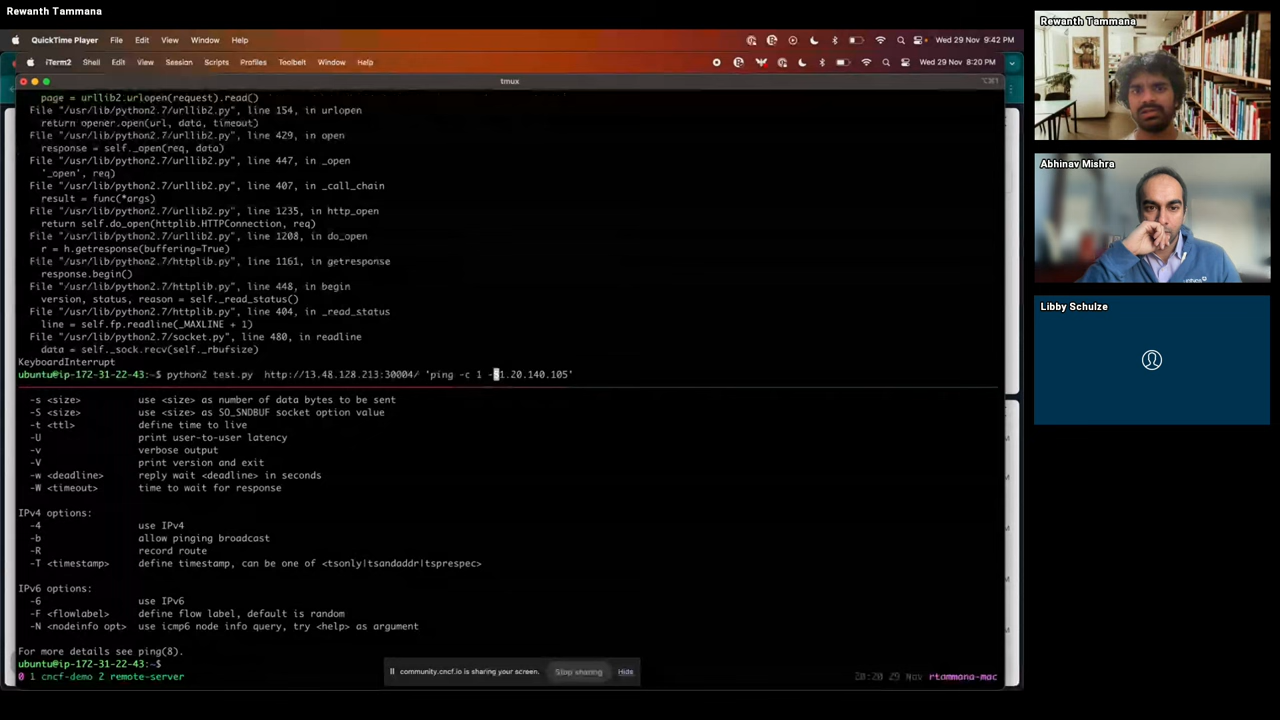 Rewanth Tammana
QuickTime Player File Edit View Window Help Wed 29 Nov 9:42 PM
iTerm2 Shell Edit View Session Scripts Profiles Toolbelt Window Help Wed 29 Nov 8:20 PM
tmux
page = urllib2.urlopen(request).read()
File "/usr/lib/python2.7/urllib2.py", line 154, in urlopen
return opener.open(url, data, timeout)
File "/usr/lib/python2.7/urllib2.py", line 429, in open
response = self._open(req, data)
File "/usr/lib/python2.7/urllib2.py", line 447, in _open
'_open', req)
File "/usr/lib/python2.7/urllib2.py", line 407, in _call_chain
result = func(*args)
File "/usr/lib/python2.7/urllib2.py", line 1235, in http_open
return self.do_open(httplib.HTTPConnection, req)
File "/usr/lib/python2.7/urllib2.py", line 1208, in do_open
r = h.getresponse(buffering=True)
File "/usr/lib/python2.7/httplib.py", line 1161, in getresponse
response.begin()
File "/usr/lib/python2.7/httplib.py", line 448, in begin
version, status, reason = self._read_status()
File "/usr/lib/python2.7/httplib.py", line 404, in _read_status
line = self.fp.readline(_MAXLINE + 1)
File "/usr/lib/python2.7/socket.py", line 480, in readline
data = self._sock.recv(self._rbufsize)
KeyboardInterrupt
ubuntu@ip-172-31-22-43:~$ python2 test.py http://13.48.128.213:30004/ 'ping -c 1 -
-s <size> use <size> as number of data bytes to be sent
-S <size> use <size> as SO_SNDBUF socket option value
-t <ttl> define time to live
-U print user-to-user latency
-v verbose output
-V print version and exit
-w <deadline> reply wait <deadline> in seconds
-W <timeout> time to wait for response
IPv4 options:
-4 use IPv4
-b allow pinging broadcast
-R record route
-T <timestamp> define timestamp, can be one of <tsonly|tsandaddr|tsprespec>
IPv6 options:
-6 use IPv6
-F <flowlabel> define flow label, default is random
-N <nodeinfo opt> use icmp6 node info query, try <help> as argument
For more details see ping(8).
ubuntu@ip-172-31-22-43:~$
community.cncf.io is sharing your screen. Stop sharing Hide
0 1 cncf-demo 2 remote-server 20:20 29 Nov rtammana-mac
Rewanth Tammana
Abhinav Mishra
Libby Schulze